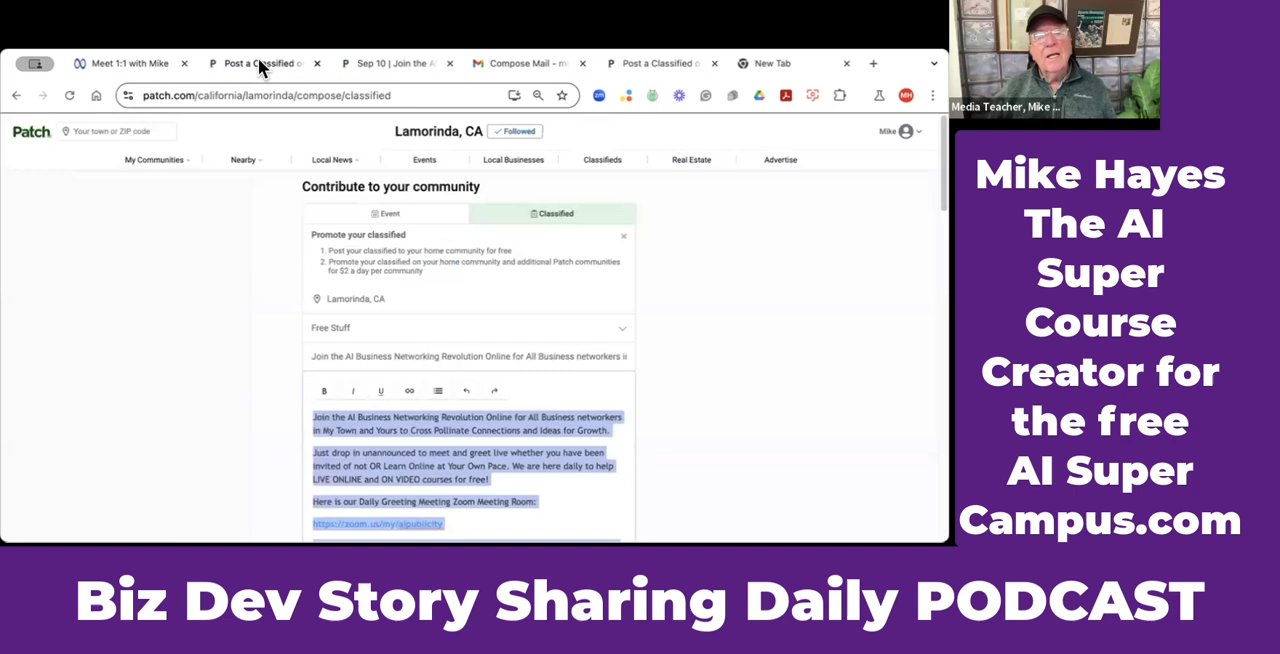 Meet 1:1 with Mike
Post a Classified o
Sep 10 | Join the A
Compose Mail - m
Post a Classified o
New Tab
patch.com/california/lamorinda/compose/classified
MH
Patch
Your town or ZIP code
Lamorinda, CA
Followed
Mike
My Communities
Nearby
Local News
Events
Local Businesses
Classifieds
Real Estate
Advertise
Contribute to your community
Event
Classified
Promote your classified
1. Post your classified to your home community for free
2. Promote your classified on your home community and additional Patch communities
for $2 a day per community
Lamorinda, CA
Free Stuff
Join the AI Business Networking Revolution Online for All Business networkers i
B I U
Join the AI Business Networking Revolution Online for All Business networkers
in My Town and Yours to Cross Pollinate Connections and Ideas for Growth.
Just drop in unannounced to meet and greet live whether you have been
invited of not OR Learn Online at Your Own Pace. We are here daily to help
LIVE ONLINE and ON VIDEO courses for free!
Here is our Daily Greeting Meeting Zoom Meeting Room:
https://zoom.us/my/aipublicity
Media Teacher, Mike ...
Mike Hayes
The AI
Super
Course
Creator for
the free
AI Super
Campus.com
Biz Dev Story Sharing Daily PODCAST